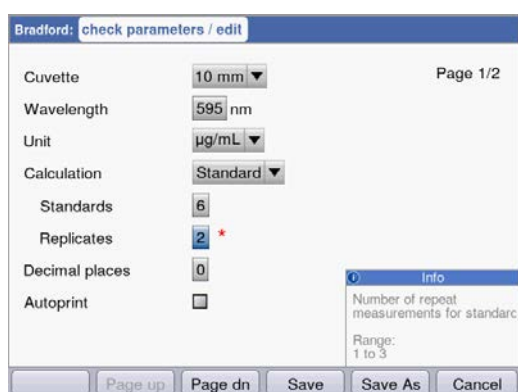 Bradford: check parameters / edit
Cuvette 10 mm Page 1/2
Wavelength 595 nm
Unit µg/mL
Calculation Standard
Standards 6
Replicates 2 *
Decimal places 0
Autoprint
Info
Number of repeat
measurements for standard
Range:
1 to 3
Page up Page dn Save Save As Cancel